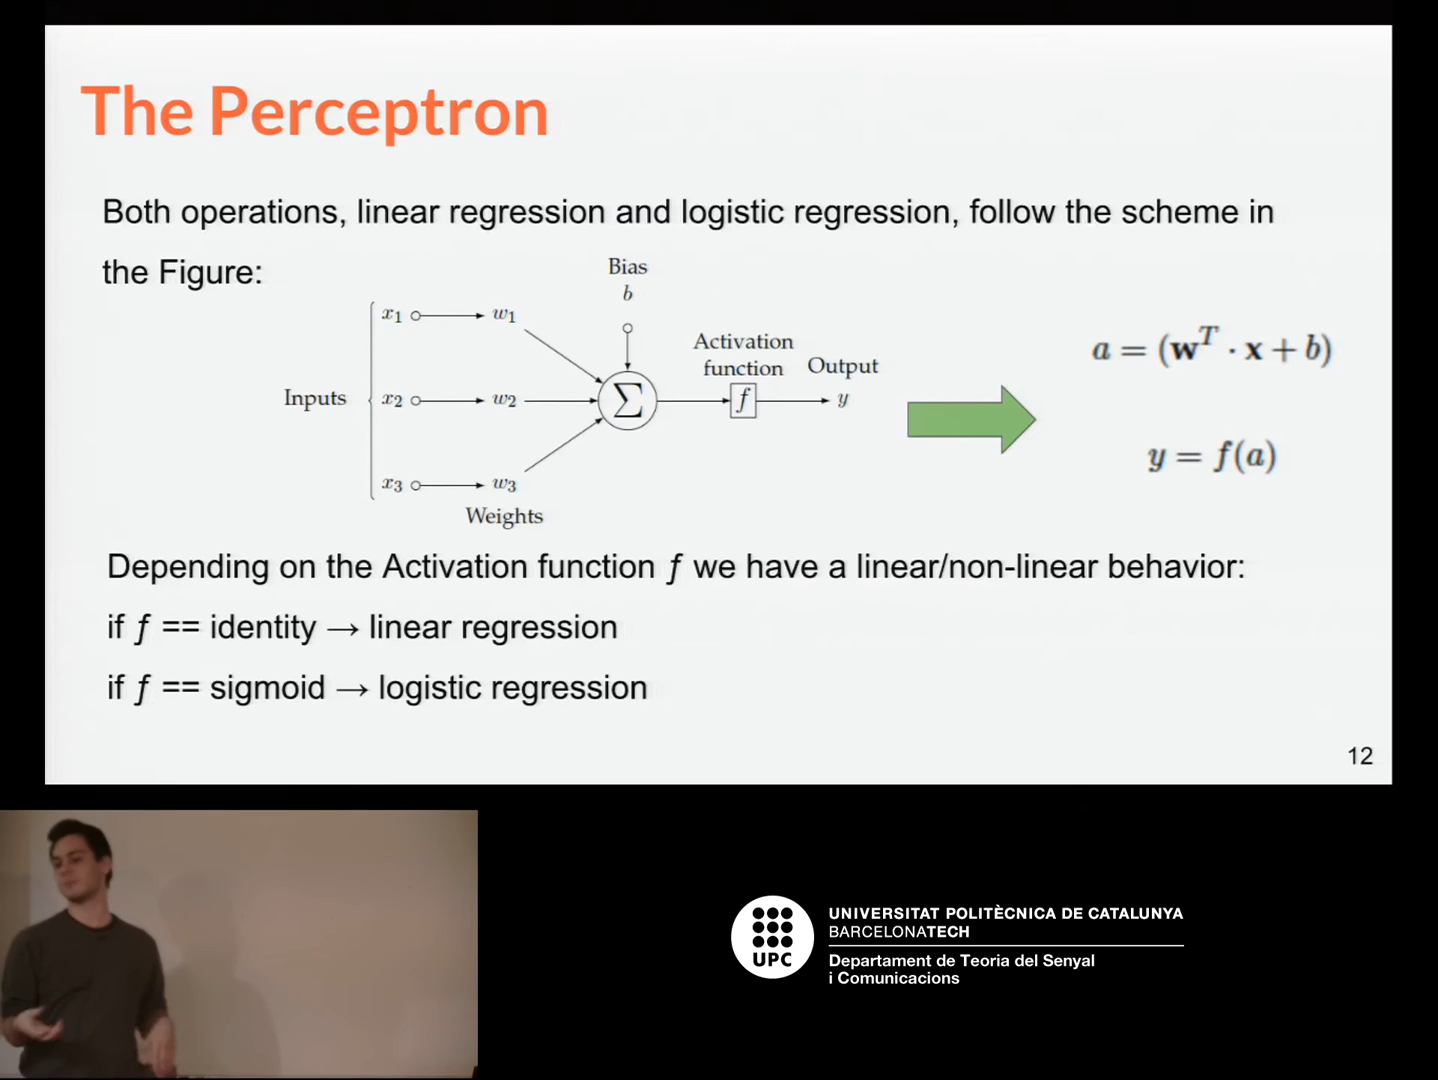 The Perceptron
Both operations, linear regression and logistic regression, follow the scheme in
the Figure:
Bias
b
x1 w1
Activation
function
Output
Inputs
x2 w2 ∑ f y
x3 w3
Weights
a = (w^T · x + b)
y = f(a)
Depending on the Activation function f we have a linear/non-linear behavior:
if f == identity → linear regression
if f == sigmoid → logistic regression
12
UPC
UNIVERSITAT POLITÈCNICA DE CATALUNYA
BARCELONATECH
Departament de Teoria del Senyal
i Comunicacions